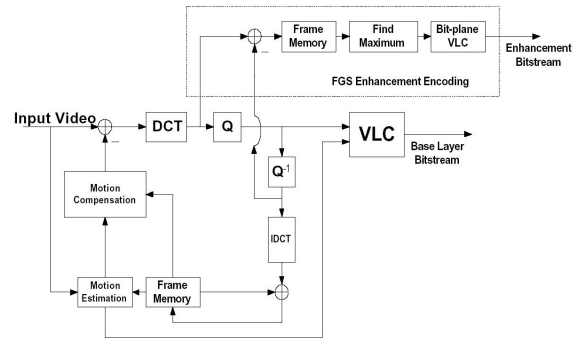 Frame
Memory
Find
Maximum
Bit-plane
VLC
Enhancement
Bitstream
FGS Enhancement Encoding
Input Video
DCT
Q
VLC
Base Layer
Bitstream
Q-1
Motion
Compensation
IDCT
Motion
Estimation
Frame
Memory